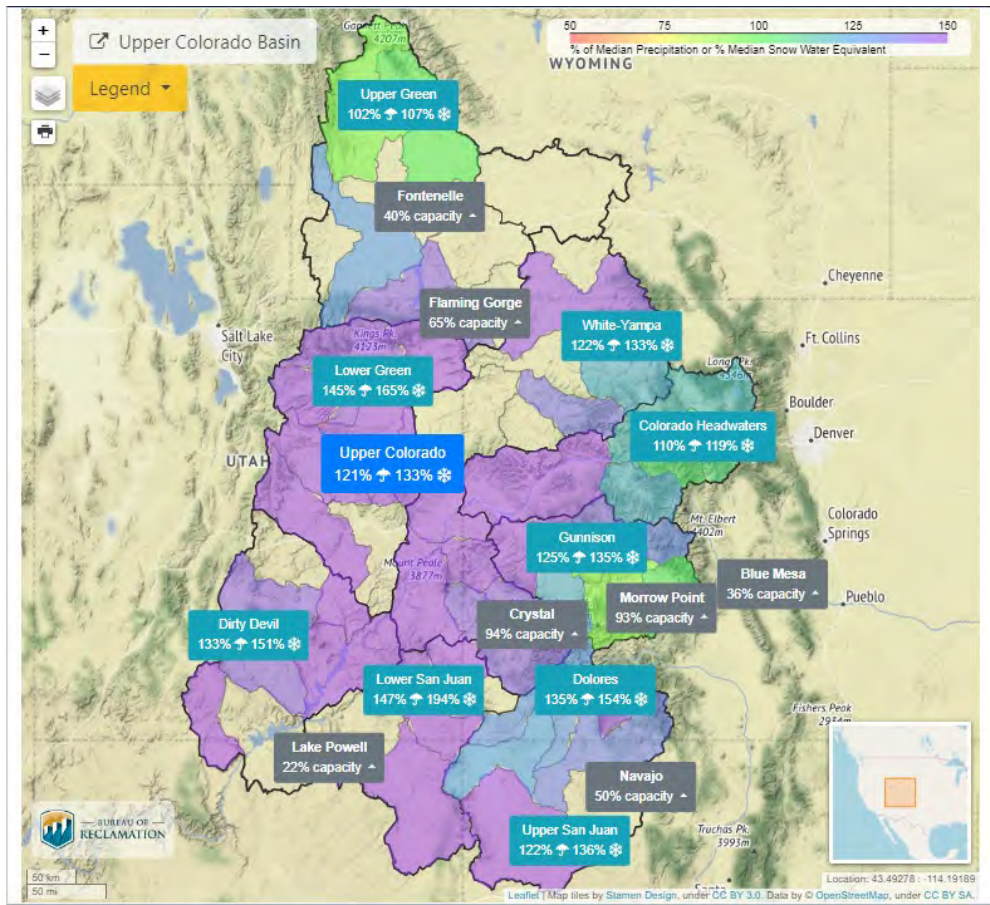 +
−
Upper Colorado Basin
Legend
50 75 100 125 150
% of Median Precipitation or % Median Snow Water Equivalent
WYOMING
4207m
Upper Green
102% 107%
Fontenelle
40% capacity
Cheyenne
Flaming Gorge
65% capacity
White-Yampa
122% 133%
Salt Lake
City
Kings Pk.
4123m
Ft. Collins
Lower Green
145% 165%
Boulder
Colorado Headwaters
110% 119%
Denver
UTAH
Upper Colorado
121% 133%
Mt. Elbert
4402m
Colorado
Springs
Gunnison
125% 135%
Mount Peale
3877m
Blue Mesa
36% capacity
Morrow Point
93% capacity
Pueblo
Crystal
94% capacity
Dirty Devil
133% 151%
Lower San Juan
147% 194%
Dolores
135% 154%
Fishers Peak
Lake Powell
22% capacity
Navajo
50% capacity
BUREAU OF
RECLAMATION
Upper San Juan
122% 136%
Truchas Pk.
3993m
50 km
50 mi
Location: 43.49278 : -114.19189
Leaflet | Map tiles by Stamen Design, under CC BY 3.0. Data by © OpenStreetMap, under CC BY SA.